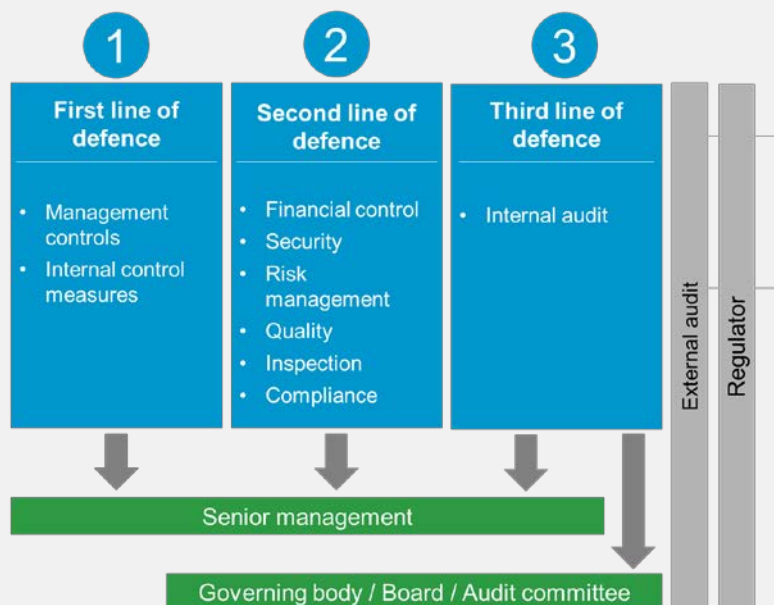 1
First line of
defence
• Management
controls
• Internal control
measures
2
Second line of
defence
• Financial control
• Security
• Risk
management
• Quality
• Inspection
• Compliance
3
Third line of
defence
• Internal audit
External audit
Regulator
Senior management
Governing body / Board / Audit committee